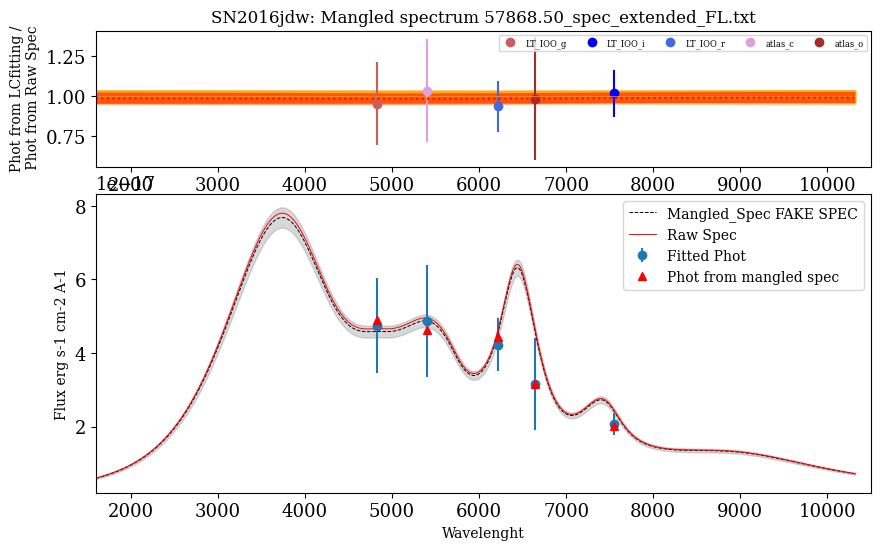 SN2016jdw: Mangled spectrum 57868.50_spec_extended_FL.txt
Phot from LCfitting /
Phot from Raw Spec
1.25
1.00
0.75
LT_IOO_g LT_IOO_i LT_IOO_r atlas_c atlas_o
2000 3000 4000 5000 6000 7000 8000 9000 10000
1e−17
Flux erg s-1 cm-2 A-1
8
6
4
2
Mangled_Spec FAKE SPEC
Raw Spec
Fitted Phot
Phot from mangled spec
2000 3000 4000 5000 6000 7000 8000 9000 10000
Wavelenght